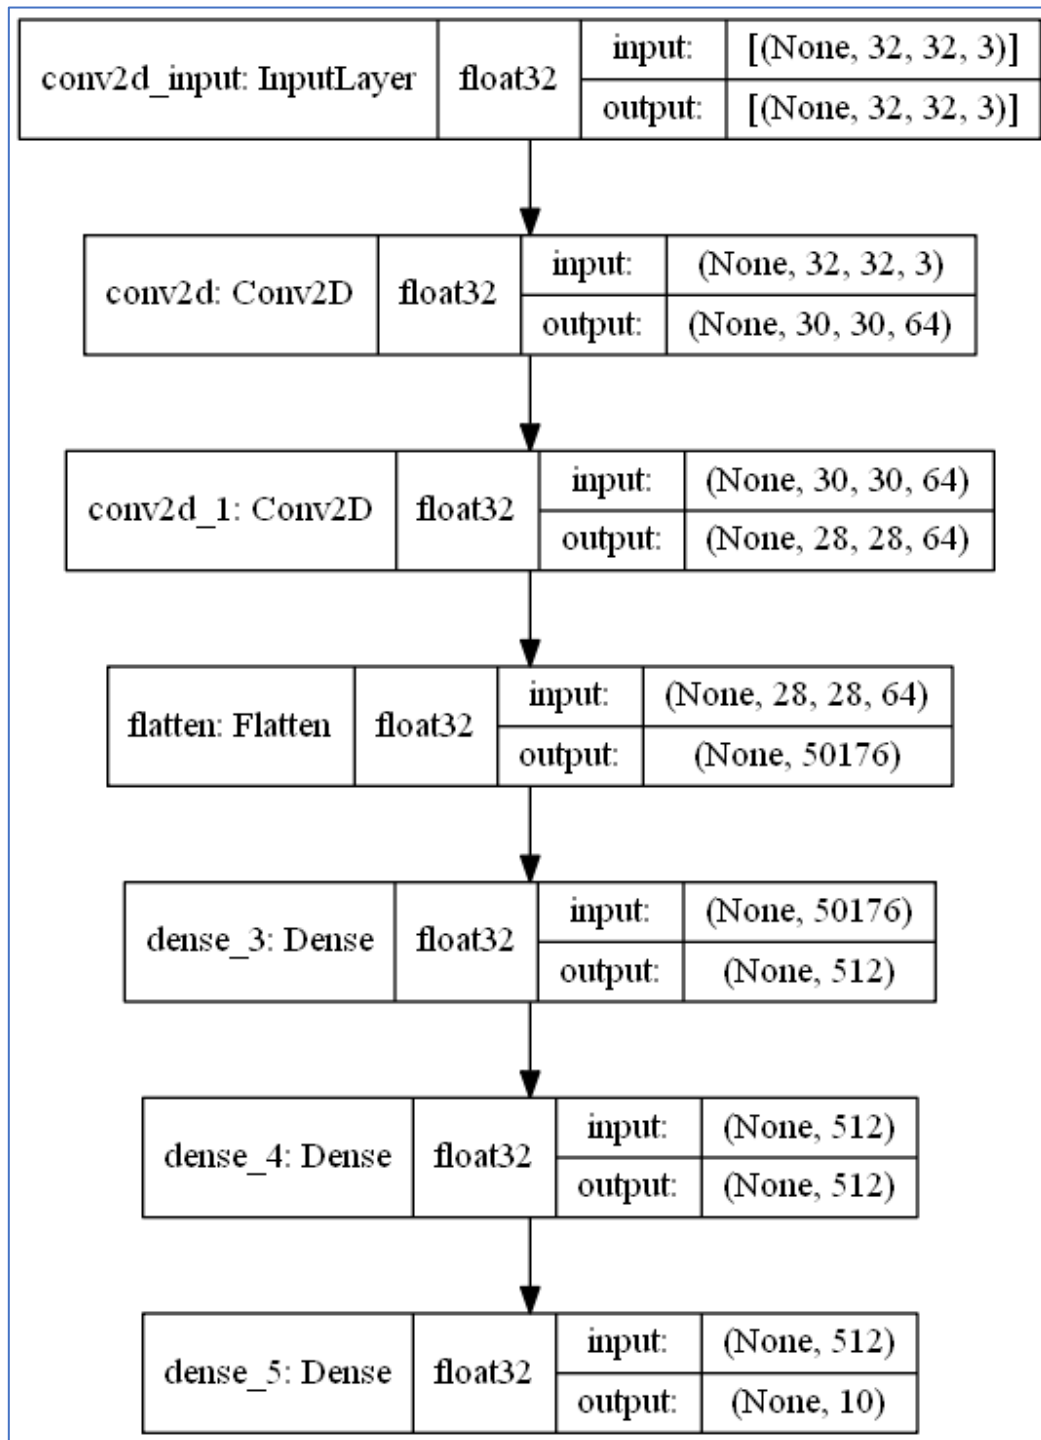 conv2d_input: InputLayer float32 input: [(None, 32, 32, 3)]
output: [(None, 32, 32, 3)]
conv2d: Conv2D float32 input: (None, 32, 32, 3)
output: (None, 30, 30, 64)
conv2d_1: Conv2D float32 input: (None, 30, 30, 64)
output: (None, 28, 28, 64)
flatten: Flatten float32 input: (None, 28, 28, 64)
output: (None, 50176)
dense_3: Dense float32 input: (None, 50176)
output: (None, 512)
dense_4: Dense float32 input: (None, 512)
output: (None, 512)
dense_5: Dense float32 input: (None, 512)
output: (None, 10)